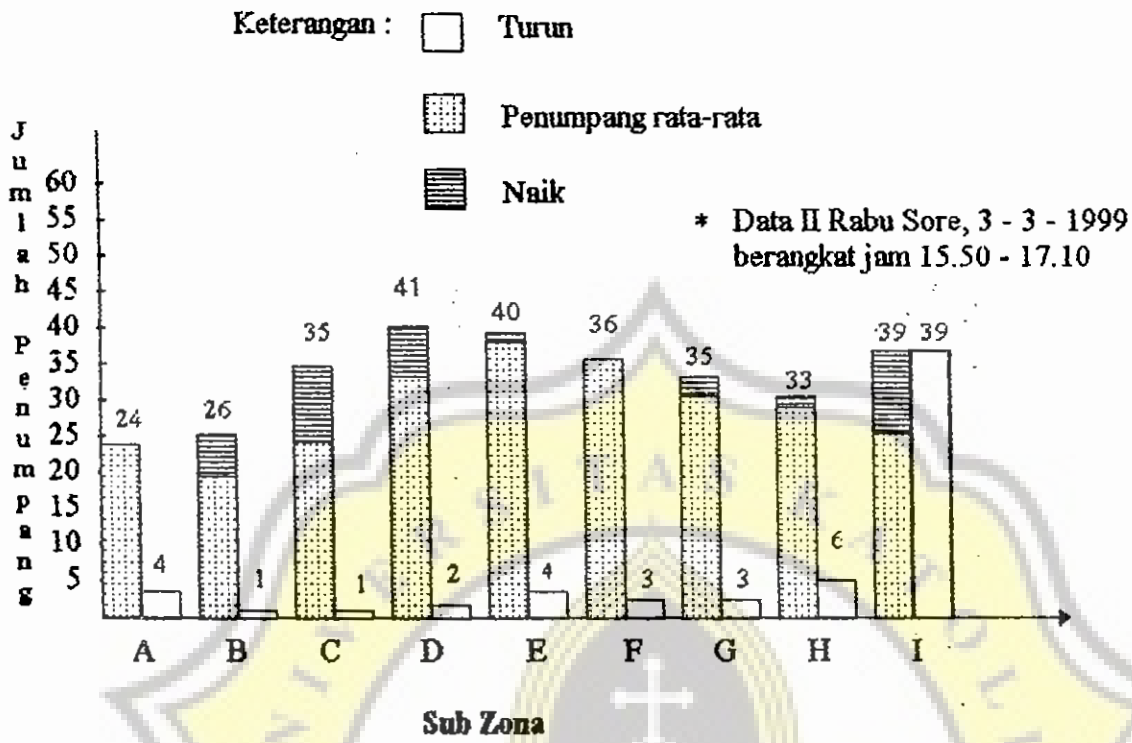 Keterangan :
Turun
Penumpang rata-rata
Naik
* Data II Rabu Sore, 3 - 3 - 1999
berangkat jam 15.50 - 17.10
Jumlah Penumpang
60
55
50
45
40
35
30
25
20
15
10
5
24 4 26 1 35 1 41 2 40 4 36 3 35 3 33 6 39 39
A B C D E F G H I
Sub Zona
UNIVERSITAS KATOLI